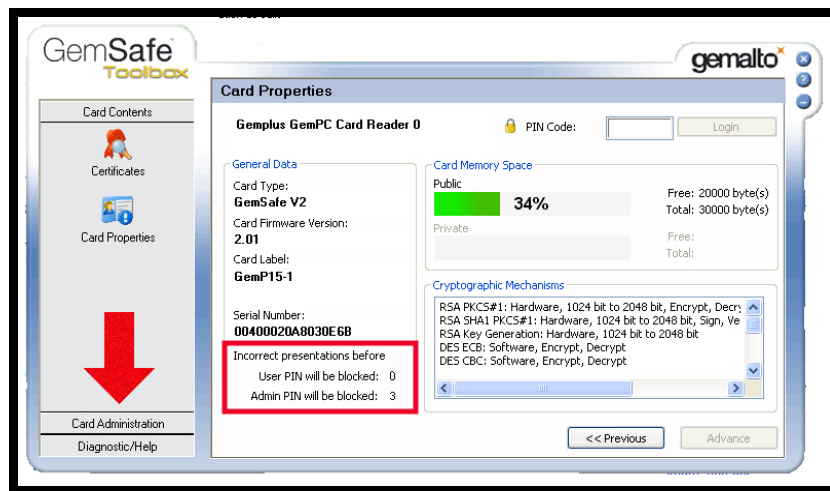 GemSafe
Toolbox
gemalto
Card Contents
Certificates
Card Properties
Card Administration
Diagnostic/Help
Card Properties
Gemplus GemPC Card Reader 0
PIN Code:
Login
General Data
Card Type:
GemSafe V2
Card Firmware Version:
2.01
Card Label:
GemP15-1
Serial Number:
00400020A8030E6B
Incorrect presentations before
User PIN will be blocked: 0
Admin PIN will be blocked: 3
Card Memory Space
Public
34%
Free: 20000 byte(s)
Total: 30000 byte(s)
Private
Free:
Total:
Cryptographic Mechanisms
RSA PKCS#1: Hardware, 1024 bit to 2048 bit, Encrypt, Decr
RSA SHA1 PKCS#1: Hardware, 1024 bit to 2048 bit, Sign, Ve
RSA Key Generation: Hardware, 1024 bit to 2048 bit
DES ECB: Software, Encrypt, Decrypt
DES CBC: Software, Encrypt, Decrypt
<< Previous
Advance